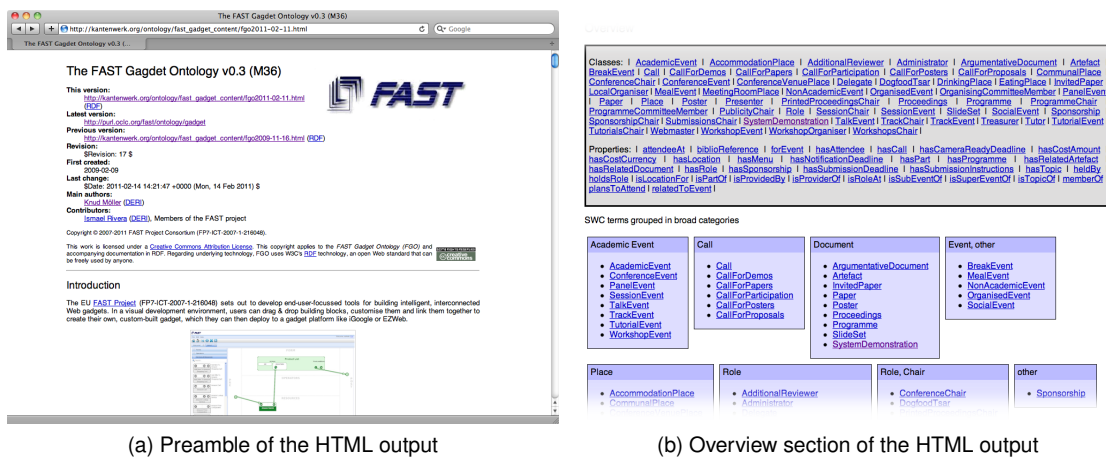 The FAST Gagdet Ontology v0.3 (M36)
http://kantenwerk.org/ontology/fast_gadget_content/fgo2011-02-11.html
Google
The FAST Gagdet Ontology v0.3 (...
The FAST Gagdet Ontology v0.3 (M36)
FAST
This version:
http://kantenwerk.org/ontology/fast_gadget_content/fgo2011-02-11.html
(RDF)
Latest version:
http://purl.oclc.org/fast/ontology/gadget
Previous version:
http://kantenwerk.org/ontology/fast_gadget_content/fgo2009-11-16.html (RDF)
Revision:
$Revision: 17 $
First created:
2009-02-09
Last change:
$Date: 2011-02-14 14:21:47 +0000 (Mon, 14 Feb 2011) $
Main authors:
Knud Möller (DERI)
Contributors:
Ismael Rivera (DERI), Members of the FAST project
Copyright © 2007-2011 FAST Project Consortium (FP7-ICT-2007-1-216048).
This work is licensed under a Creative Commons Attribution License. This copyright applies to the FAST Gadget Ontology (FGO) and
accompanying documentation in RDF. Regarding underlying technology, FGO uses W3C's RDF technology, an open Web standard that can
be freely used by anyone.
creative commons
Introduction
The EU FAST Project (FP7-ICT-2007-1-216048) sets out to develop end-user-focussed tools for building intelligent, interconnected
Web gadgets. In a visual development environment, users can drag & drop building blocks, customise them and link them together to
create their own, custom-built gadget, which they can then deploy to a gadget platform like iGoogle or EZWeb.
(a) Preamble of the HTML output
Classes: | AcademicEvent | AccommodationPlace | AdditionalReviewer | Administrator | ArgumentativeDocument | Artefact
BreakEvent | Call | CallForDemos | CallForPapers | CallForParticipation | CallForPosters | CallForProposals | CommunalPlace
ConferenceChair | ConferenceEvent | ConferenceVenuePlace | Delegate | DogfoodTsar | DrinkingPlace | EatingPlace | InvitedPaper
LocalOrganiser | MealEvent | MeetingRoomPlace | NonAcademicEvent | OrganisedEvent | OrganisingCommitteeMember | PanelEvent
| Paper | Place | Poster | Presenter | PrintedProceedingsChair | Proceedings | Programme | ProgrammeChair
ProgrammeCommitteeMember | PublicityChair | Role | SessionChair | SessionEvent | SlideSet | SocialEvent | Sponsorship
SponsorshipChair | SubmissionsChair | SystemDemonstration | TalkEvent | TrackChair | TrackEvent | Treasurer | Tutor | TutorialEvent
TutorialsChair | Webmaster | WorkshopEvent | WorkshopOrganiser | WorkshopsChair |
Properties: | attendeeAt | biblioReference | forEvent | hasAttendee | hasCall | hasCameraReadyDeadline | hasCostAmount
hasCostCurrency | hasLocation | hasMenu | hasNotificationDeadline | hasPart | hasProgramme | hasRelatedArtefact
hasRelatedDocument | hasRole | hasSponsorship | hasSubmissionDeadline | hasSubmissionInstructions | hasTopic | heldBy
holdsRole | isLocationFor | isPartOf | isProvidedBy | isProviderOf | isRoleAt | isSubEventOf | isSuperEventOf | isTopicOf | memberOf
plansToAttend | relatedToEvent |
SWC terms grouped in broad categories
Academic Event
• AcademicEvent
• ConferenceEvent
• PanelEvent
• SessionEvent
• TalkEvent
• TrackEvent
• TutorialEvent
• WorkshopEvent
Call
• Call
• CallForDemos
• CallForPapers
• CallForParticipation
• CallForPosters
• CallForProposals
Document
• ArgumentativeDocument
• Artefact
• InvitedPaper
• Paper
• Poster
• Proceedings
• Programme
• SlideSet
• SystemDemonstration
Event, other
• BreakEvent
• MealEvent
• NonAcademicEvent
• OrganisedEvent
• SocialEvent
Place
• AccommodationPlace
• CommunalPlace
Role
• AdditionalReviewer
• Administrator
Role, Chair
• ConferenceChair
• DogfoodTsar
other
• Sponsorship
(b) Overview section of the HTML output